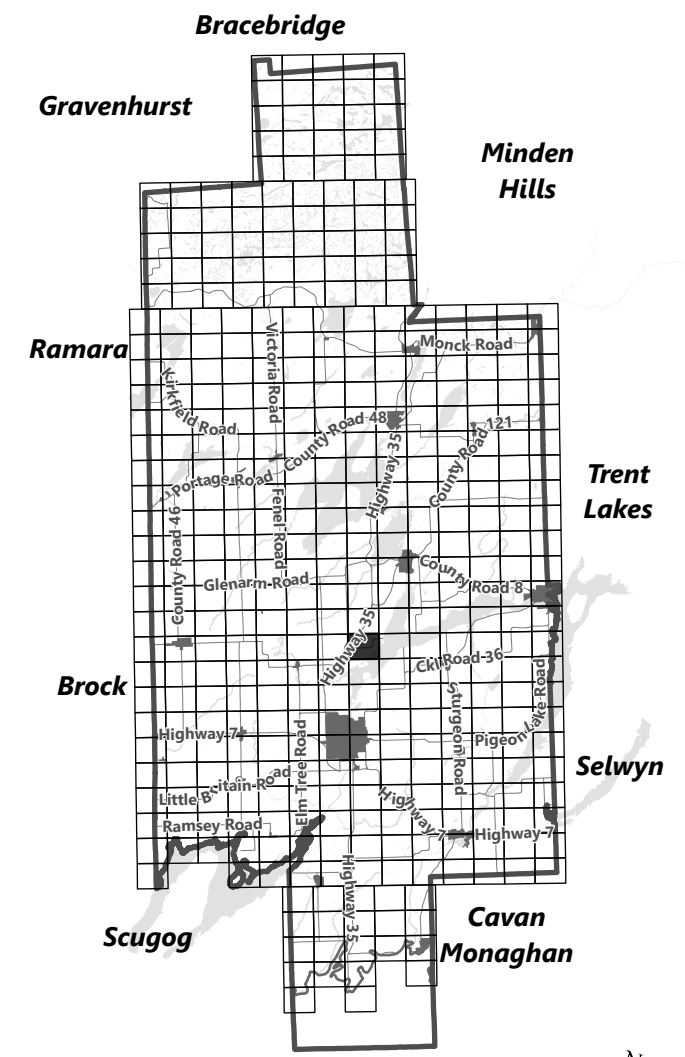 Bracebridge
Gravenhurst
Minden
Hills
Ramara
Monck Road
Victoria Road
Kirkfield Road
County Road 48
County Road 121
Highway 35
Trent
Lakes
Portage Road
Fenel Road
County Road 46
County Road 8
Glenarm Road
Highway 35
Ckl Road 36
Brock
Sturgeon Road
Pigeon Lake Road
Highway 7
Elm Tree Road
Selwyn
Little Britain Road
Highway 7
Highway 7
Ramsey Road
Highway 35
Scugog
Cavan
Monaghan
N